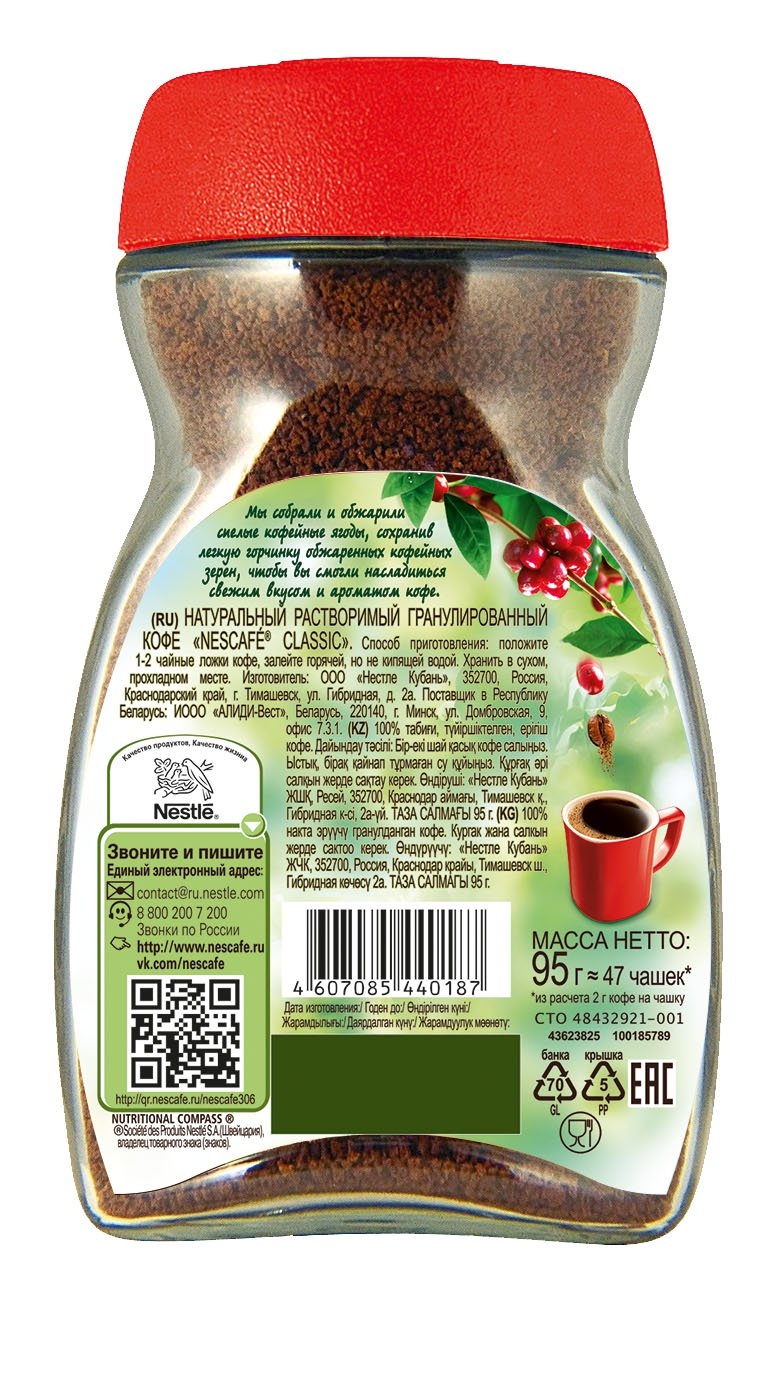 Мы собрали и обжарили
спелые кофейные ягоды, сохранив
легкую горчинку обжаренных кофейных
зерен, чтобы вы смогли насладиться
свежим вкусом и ароматом кофе.
(RU) НАТУРАЛЬНЫЙ РАСТВОРИМЫЙ ГРАНУЛИРОВАННЫЙ
КОФЕ «NESCAFÉ® CLASSIC». Способ приготовления: положите
1-2 чайные ложки кофе, залейте горячей, но не кипящей водой. Хранить в сухом,
прохладном месте. Изготовитель: ООО «Нестле Кубань», 352700, Россия,
Краснодарский край, г. Тимашевск, ул. Гибридная, д. 2а. Поставщик в Республику
Беларусь: ИООО «АЛИДИ-Вест», Беларусь, 220140, г. Минск, ул. Домбровская, 9,
офис 7.3.1. (KZ) 100% табиғи, түйіршіктелген, ерігіш
кофе. Дайындау тәсілі: Бір-екі шай қасық кофе салыңыз.
Ыстық, бірақ қайнап тұрмаған су құйыңыз. Құрғақ әрі
салқын жерде сақтау керек. Өндіруші: «Нестле Кубань»
ЖШҚ, Ресей, 352700, Краснодар аймағы, Тимашевск қ.,
Гибридная к-сі, 2а-үй. ТАЗА САЛМАҒЫ 95 г. (KG) 100%
накта эрүүчү гранулданган кофе. Кургак жана салкын
жерде сактоо керек. Өндүрүүчү: «Нестле Кубань»
ЖЧК, 352700, Россия, Краснодар крайы, Тимашевск ш.,
Гибридная көчөсү 2а. ТАЗА САЛМАГЫ 95 г.
Качество продуктов, Качество жизни
Nestlé®
Звоните и пишите
Единый электронный адрес:
contact@ru.nestle.com
8 800 200 7 200
Звонки по России
http://www.nescafe.ru
vk.com/nescafe
http://qr.nescafe.ru/nescafe306
NUTRITIONAL COMPASS ®
® Société des Produits Nestlé S.A. (Швейцария),
владелец товарного знака (знаков).
4 607085 440187
Дата изготовления:/ Годен до:/ Өндірілген күні:/
Жарамдылығы:/ Даярдалган күнү:/ Жарамдуулук мөөнөтү:
МАССА НЕТТО:
95 г ≈ 47 чашек*
*из расчета 2 г кофе на чашку
СТО 48432921–001
43623825 100185789
банка крышка
70 5 EAC
GL PP